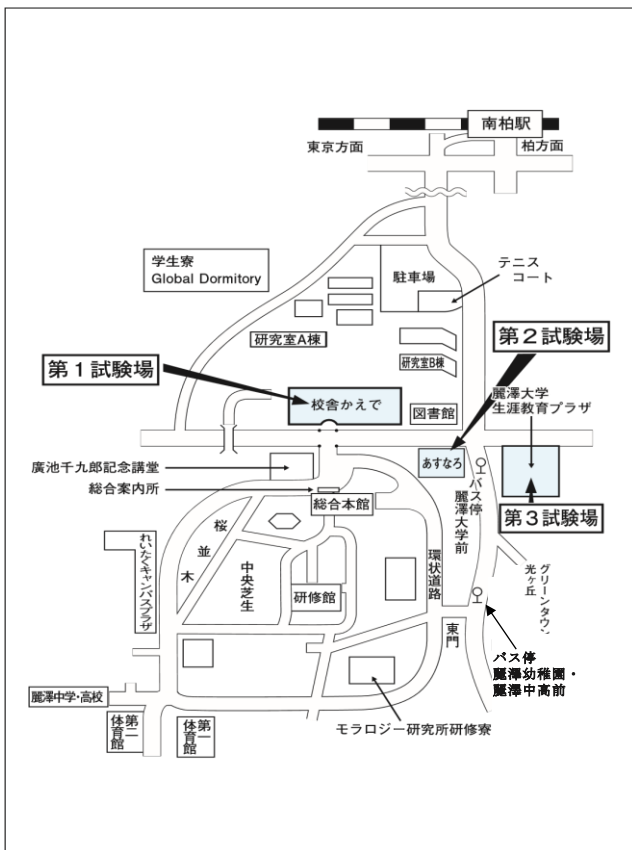 南柏駅
東京方面
柏方面
学生寮
Global Dormitory
駐車場
テニス
コート
研究室A棟
研究室B棟
第2試験場
第1試験場
麗澤大学
生涯教育プラザ
校舎かえで
図書館
あすなろ
バス停
麗澤大学前
廣池千九郎記念講堂
総合案内所
総合本館
第3試験場
桜並木
れいたくキャンパスプラザ
中央芝生
研修館
環状道路
グリーンタウン
光ヶ丘
東門
バス停
麗澤幼稚園・
麗澤中高前
麗澤中学・高校
第二
体育館
第一
体育館
モラロジー研究所研修寮